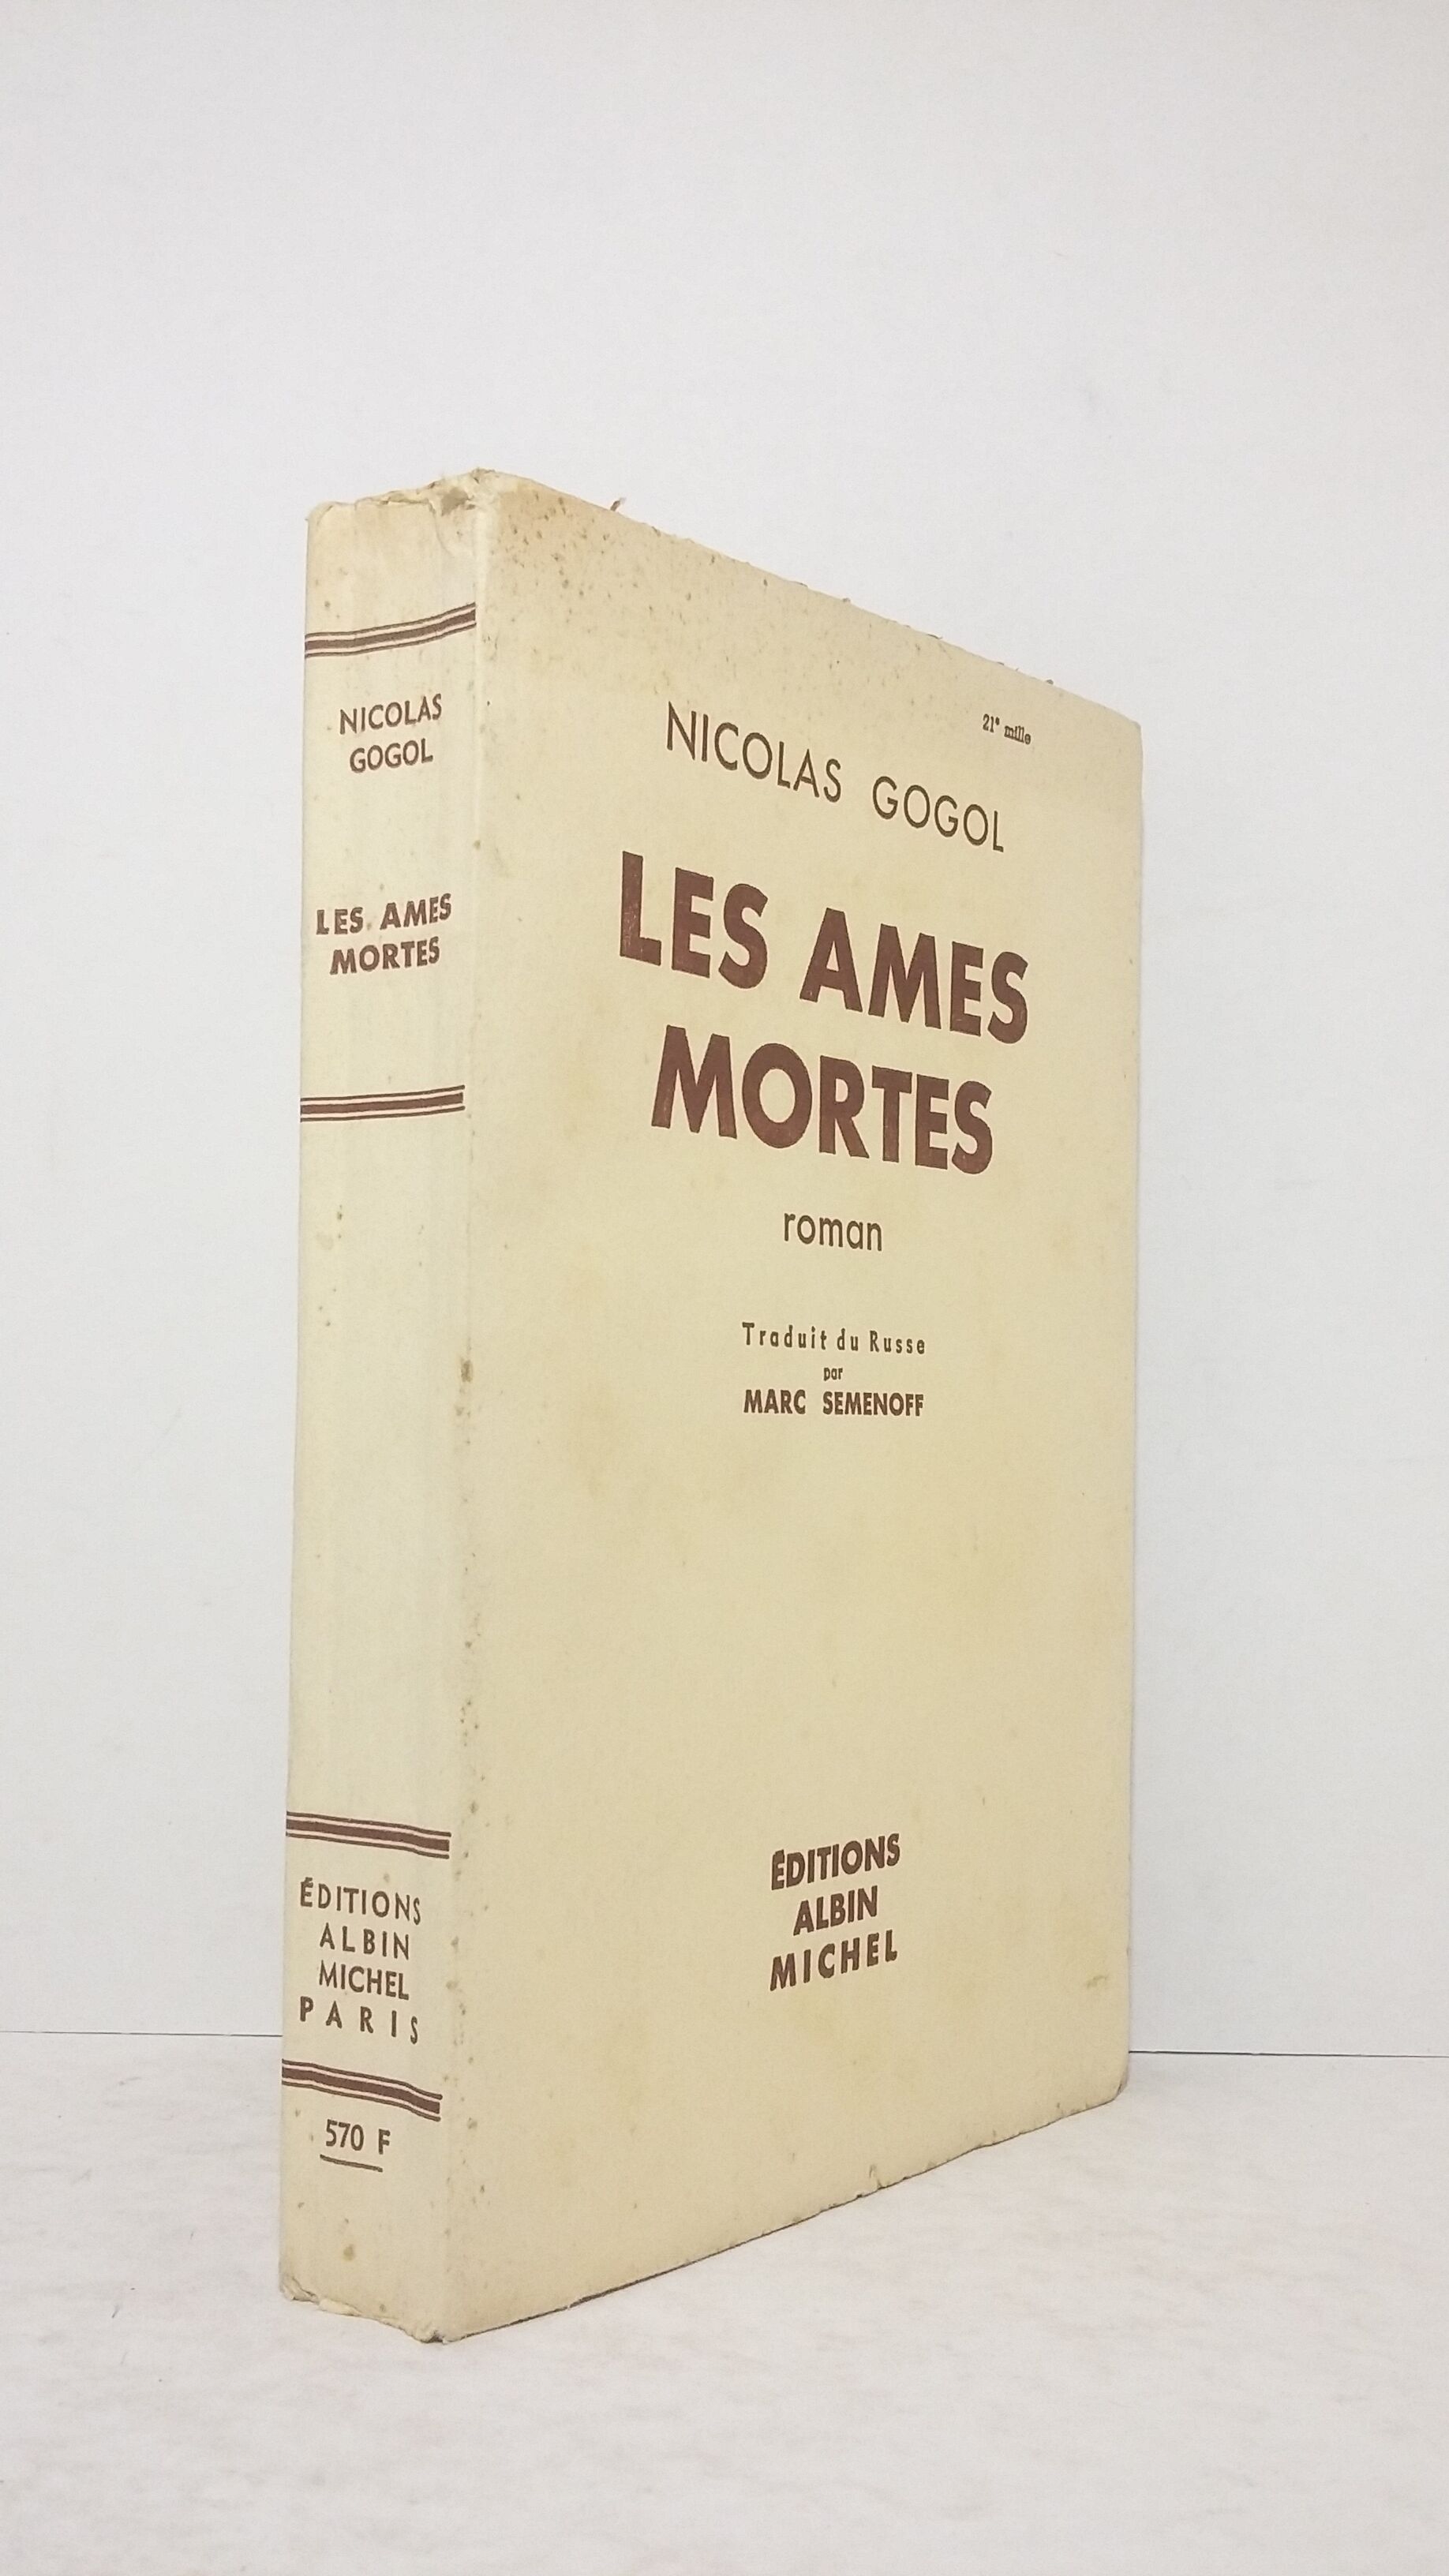 NICOLAS
GOGOL
LES AMES
MORTES
ÉDITIONS
ALBIN
MICHEL
PARIS
570 F
21e mille
NICOLAS GOGOL
LES AMES
MORTES
roman
Traduit du Russe
par
MARC SEMENOFF
ÉDITIONS
ALBIN
MICHEL